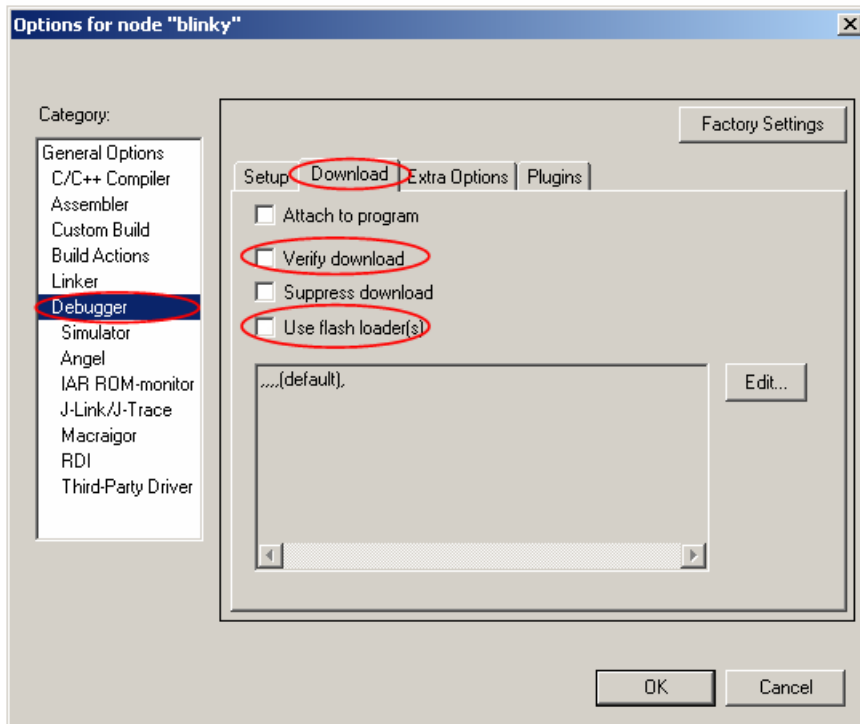 Options for node "blinky"
Category:
General Options
C/C++ Compiler
Assembler
Custom Build
Build Actions
Linker
Debugger
Simulator
Angel
IAR ROM-monitor
J-Link/J-Trace
Macraigor
RDI
Third-Party Driver
Factory Settings
Setup Download Extra Options Plugins
Attach to program
Verify download
Suppress download
Use flash loader(s)
,,,,(default),
Edit...
OK Cancel